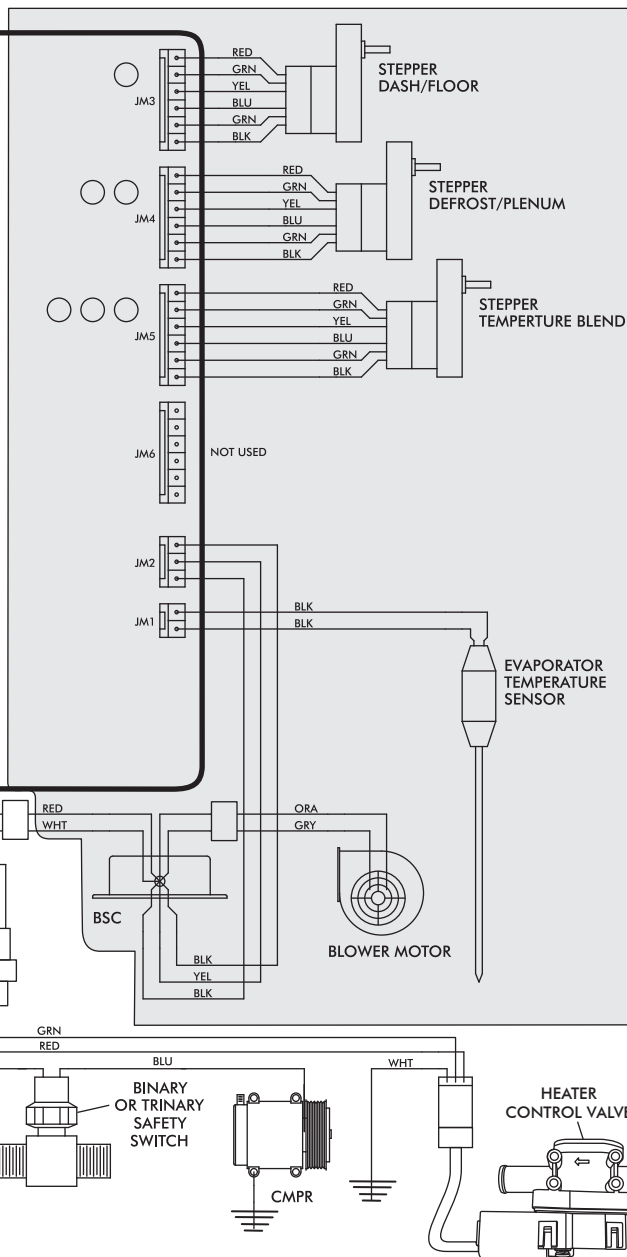 RED
GRN
YEL
BLU
GRN
BLK
JM3
STEPPER
DASH/FLOOR
RED
GRN
YEL
BLU
GRN
BLK
JM4
STEPPER
DEFROST/PLENUM
RED
GRN
YEL
BLU
GRN
BLK
JM5
STEPPER
TEMPERTURE BLEND
JM6
NOT USED
JM2
JM1
BLK
BLK
EVAPORATOR
TEMPERATURE
SENSOR
RED
WHT
ORA
GRY
BSC
BLOWER MOTOR
BLK
YEL
BLK
GRN
RED
BLU
WHT
BINARY
OR TRINARY
SAFETY
SWITCH
CMPR
HEATER
CONTROL VALVE